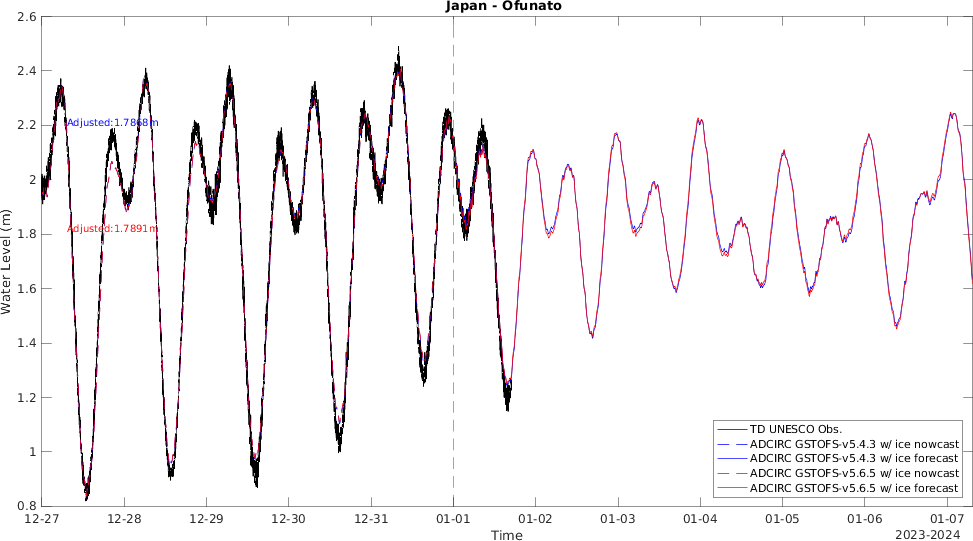 Japan - Ofunato
2.6
2.4
2.2
2
1.8
1.6
1.4
1.2
1
0.8
Water Level (m)
Adjusted:1.7868m
Adjusted:1.7891m
TD UNESCO Obs.
ADCIRC GSTOFS-v5.4.3 w/ ice nowcast
ADCIRC GSTOFS-v5.4.3 w/ ice forecast
ADCIRC GSTOFS-v5.6.5 w/ ice nowcast
ADCIRC GSTOFS-v5.6.5 w/ ice forecast
12-27 12-28 12-29 12-30 12-31 01-01 01-02 01-03 01-04 01-05 01-06 01-07
Time
2023-2024